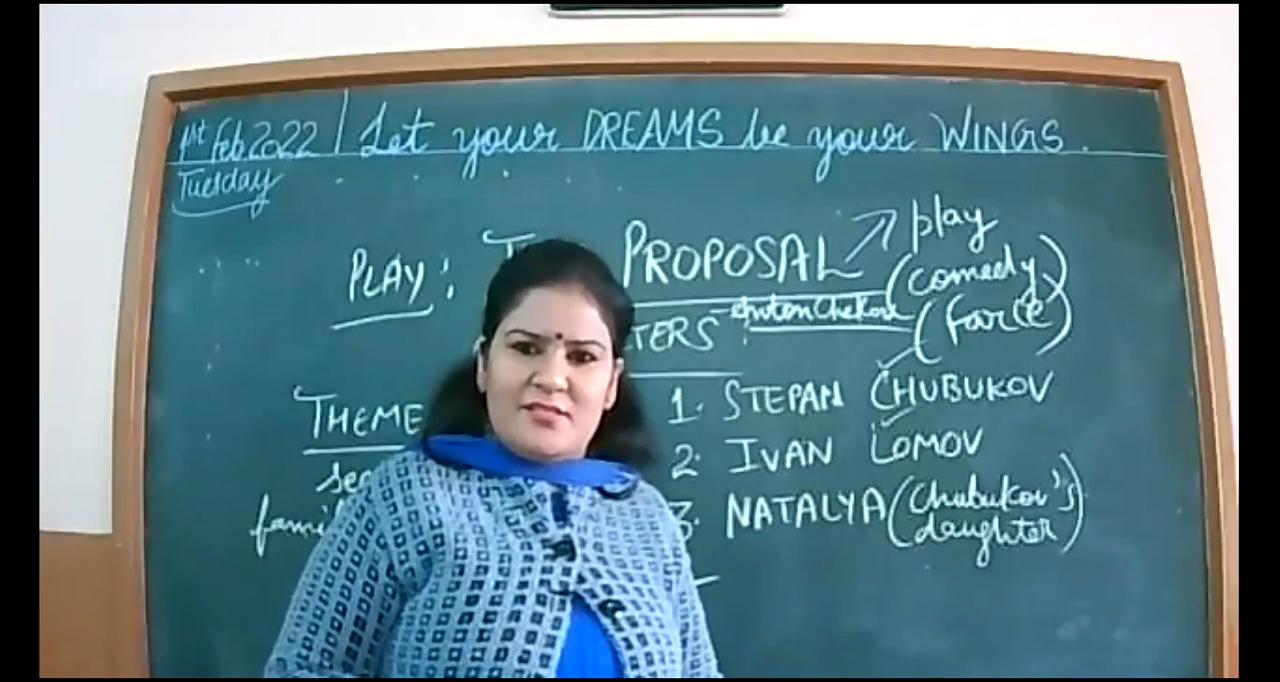 1st Feb 2022 | Let your DREAMS be your WINGS.
Tuesday
PLAY: PROPOSAL play
(comedy)
Anton Chekov (Farce)
THEME 1. STEPAN CHUBUKOV
2. IVAN LOMOV
3. NATALYA (Chubukov's
daughter)